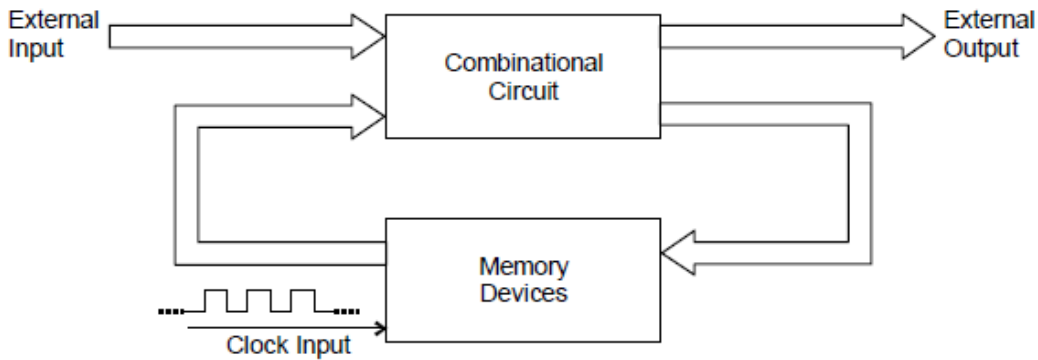 External
Input
Combinational
Circuit
External
Output
Memory
Devices
Clock Input